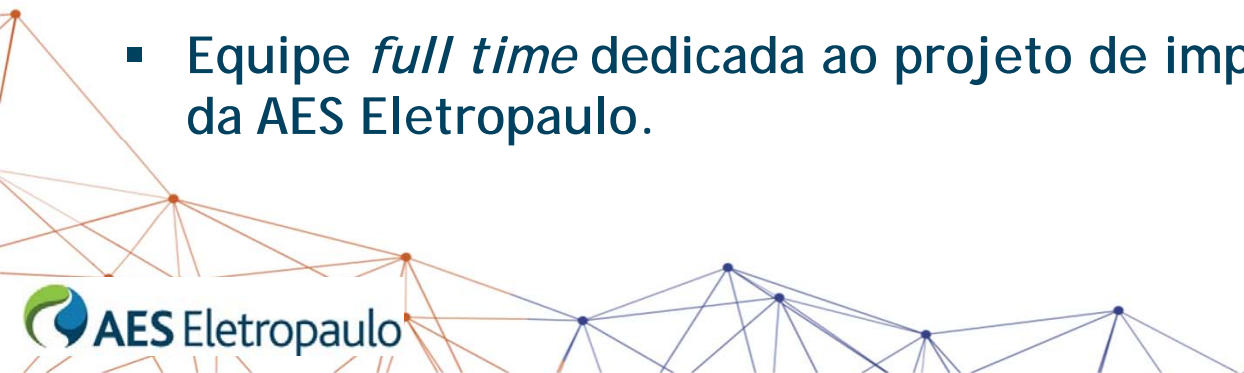 ▪ Equipe full time dedicada ao projeto de imp
da AES Eletropaulo.
AES Eletropaulo